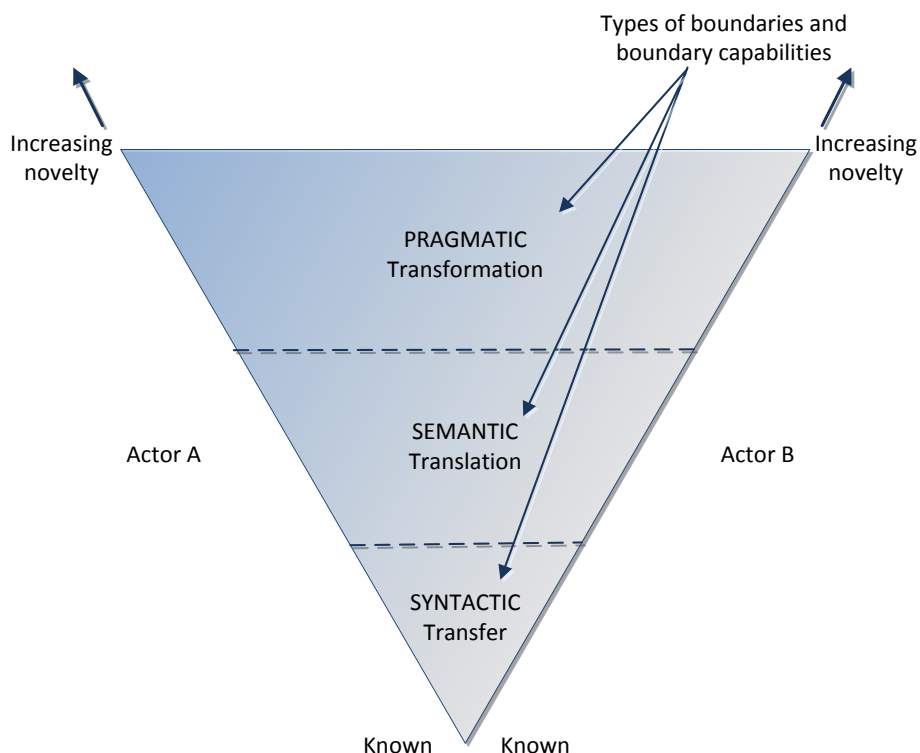 Types of boundaries and
boundary capabilities
Increasing
novelty
Increasing
novelty
PRAGMATIC
Transformation
SEMANTIC
Translation
Actor A
Actor B
SYNTACTIC
Transfer
Known
Known